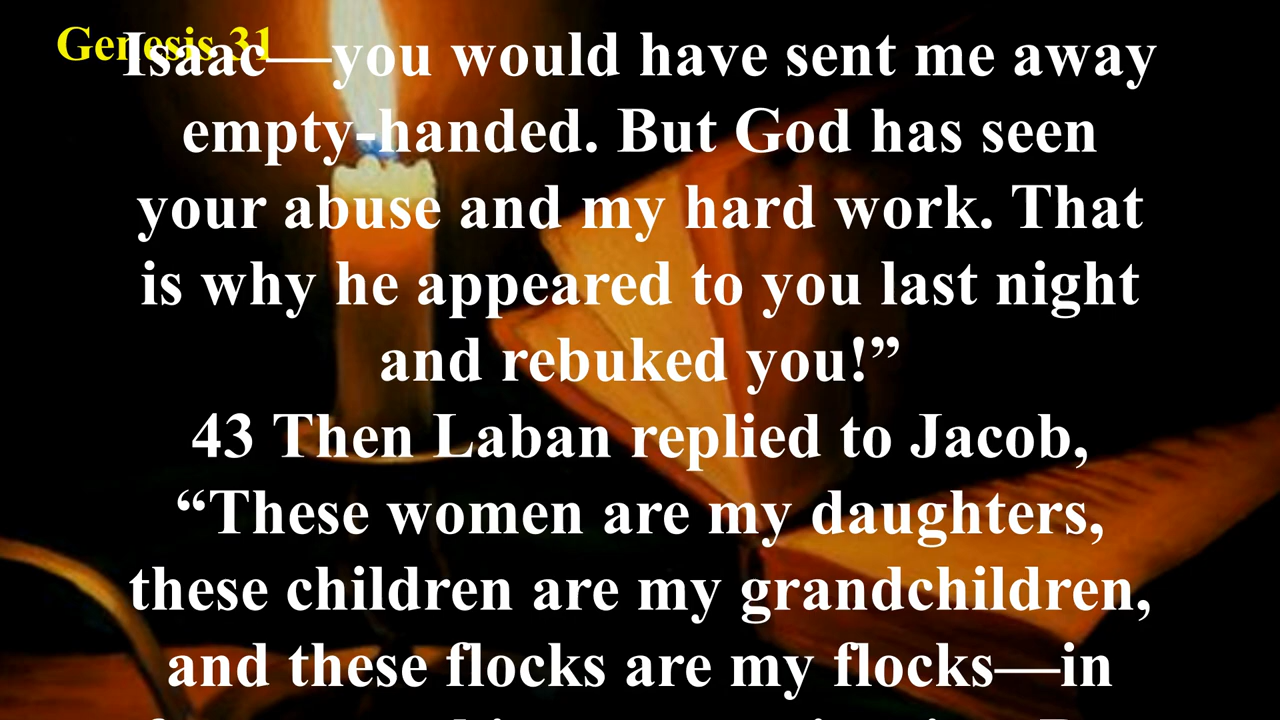 Genesis 31
Isaac—you would have sent me away
empty-handed. But God has seen
your abuse and my hard work. That
is why he appeared to you last night
and rebuked you!”
43 Then Laban replied to Jacob,
“These women are my daughters,
these children are my grandchildren,
and these flocks are my flocks—in